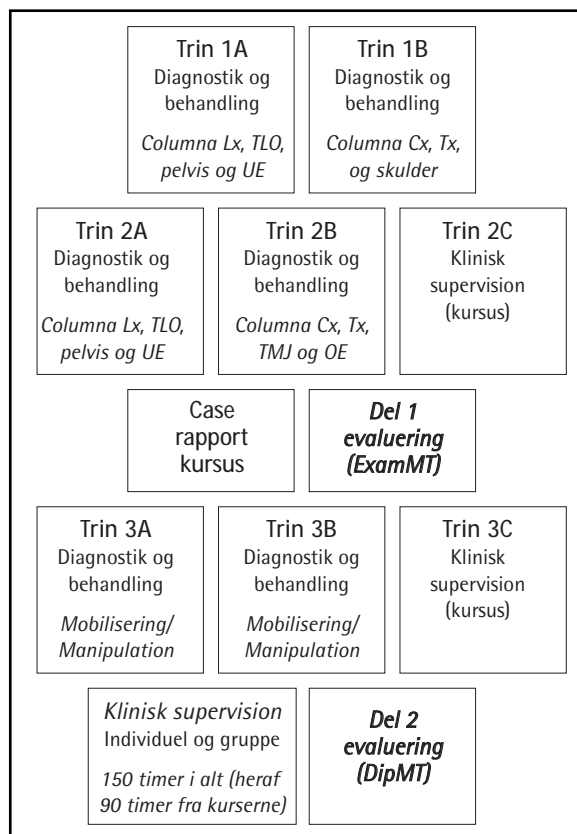 Trin 1A
Diagnostik og
behandling
Columna Lx, TLO,
pelvis og UE
Trin 1B
Diagnostik og
behandling
Columna Cx, Tx,
og skulder
Trin 2A
Diagnostik og
behandling
Columna Lx, TLO,
pelvis og UE
Trin 2B
Diagnostik og
behandling
Columna Cx, Tx,
TMJ og OE
Trin 2C
Klinisk
supervision
(kursus)
Case
rapport
kursus
Del 1
evaluering
(ExamMT)
Trin 3A
Diagnostik og
behandling
Mobilisering/
Manipulation
Trin 3B
Diagnostik og
behandling
Mobilisering/
Manipulation
Trin 3C
Klinisk
supervision
(kursus)
Klinisk supervision
Individuel og gruppe
150 timer i alt (heraf
90 timer fra kurserne)
Del 2
evaluering
(DipMT)